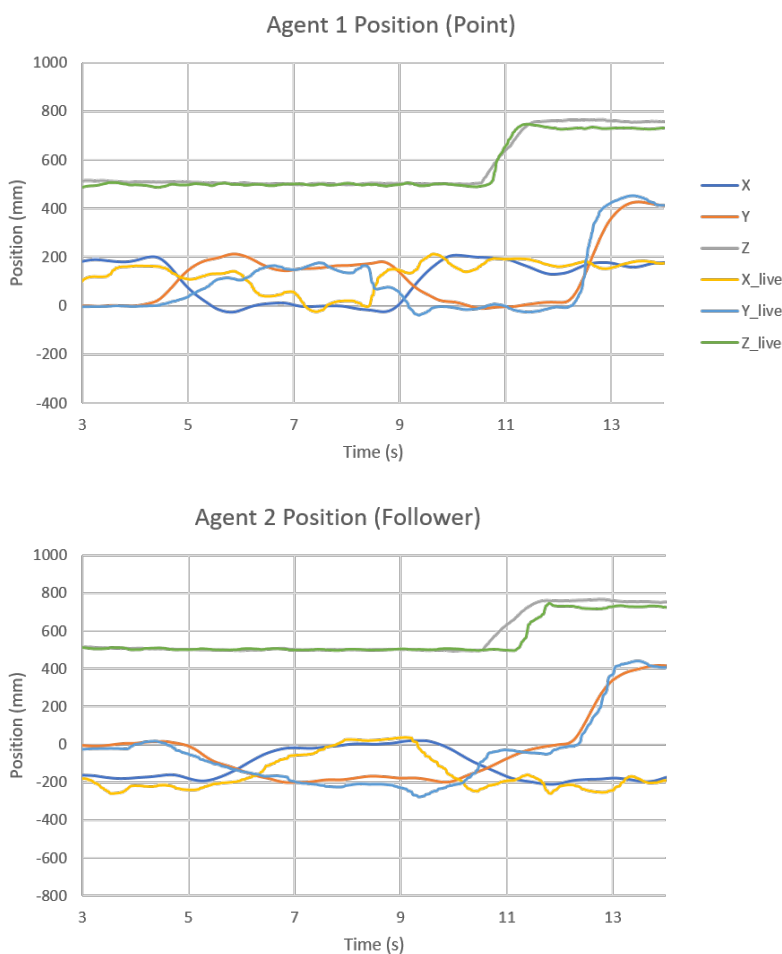 Agent 1 Position (Point)
1000
800
600
400
200
0
-200
-400
Position (mm)
3 5 7 9 11 13
Time (s)
X
Y
Z
X_live
Y_live
Z_live
Agent 2 Position (Follower)
1000
800
600
400
200
0
-200
-400
-600
-800
Position (mm)
3 5 7 9 11 13
Time (s)